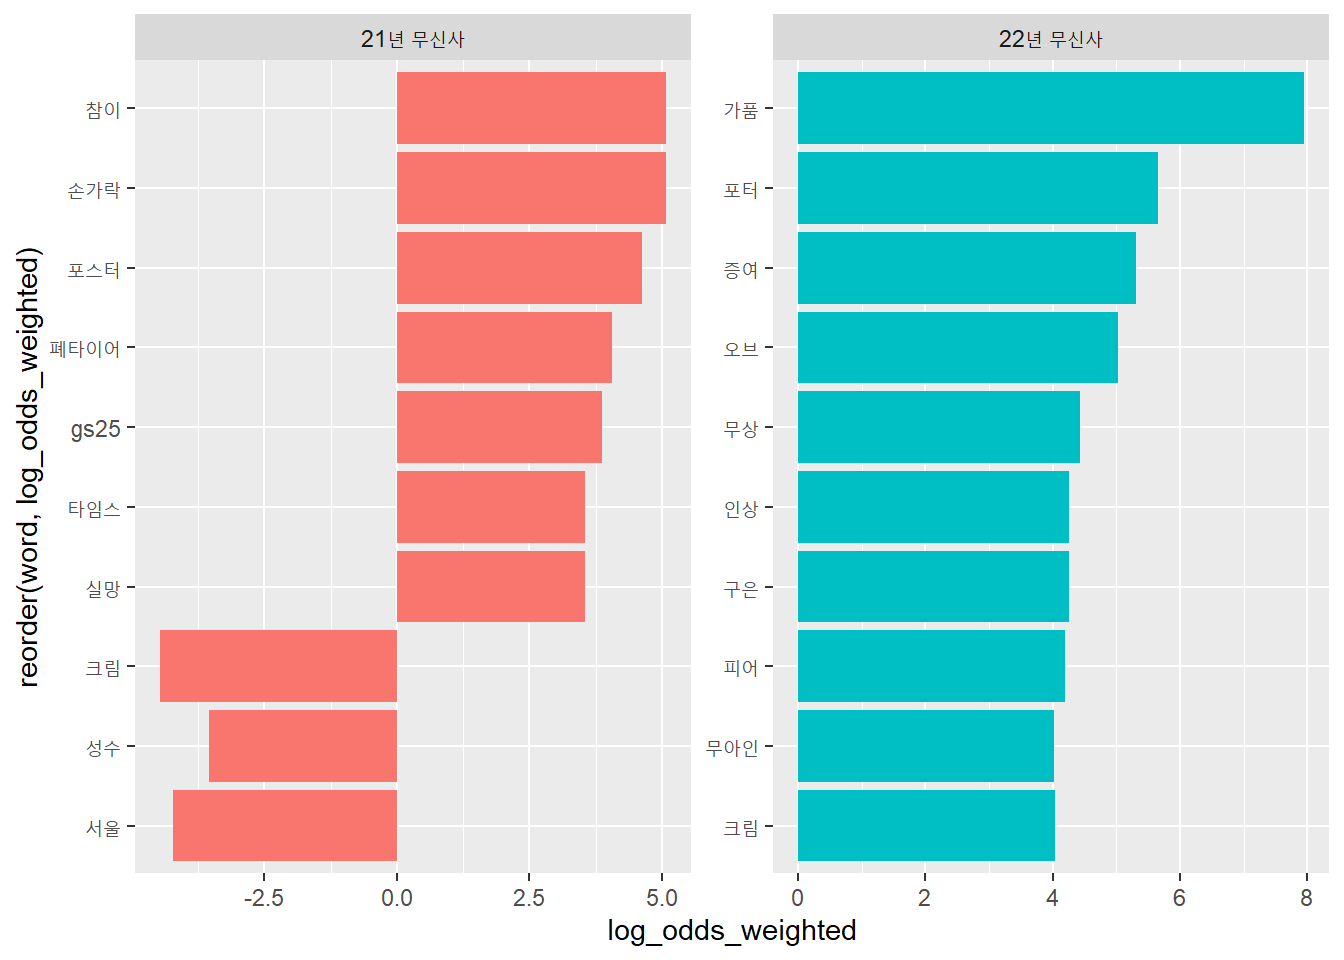 21년 무신사
22년 무신사
참이
손가락
포스터
폐타이어
gs25
타임스
실망
크림
성수
서울
가품
포터
증여
오브
무상
인상
구은
피어
무아인
크림
-2.5 0.0 2.5 5.0
0 2 4 6 8
log_odds_weighted
reorder(word, log_odds_weighted)